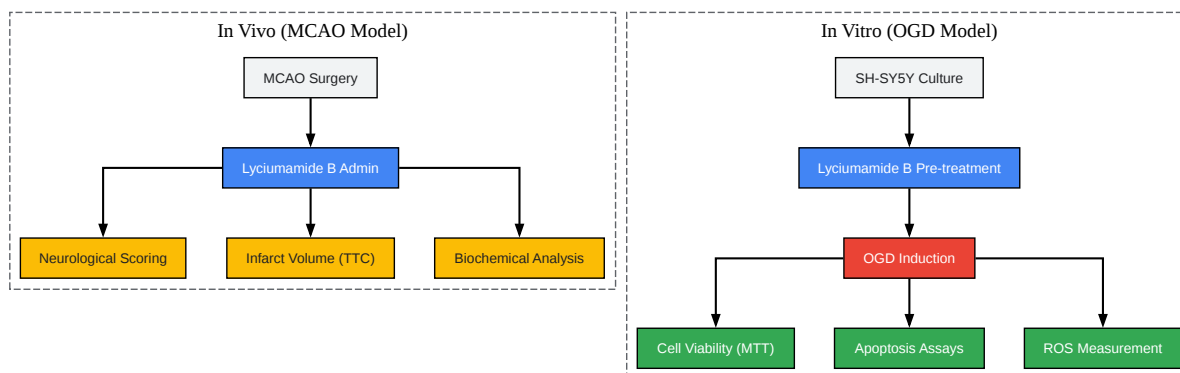 In Vivo (MCAO Model)
MCAO Surgery
Lyciumamide B Admin
Neurological Scoring
Infarct Volume (TTC)
Biochemical Analysis
In Vitro (OGD Model)
SH-SY5Y Culture
Lyciumamide B Pre-treatment
OGD Induction
Cell Viability (MTT)
Apoptosis Assays
ROS Measurement